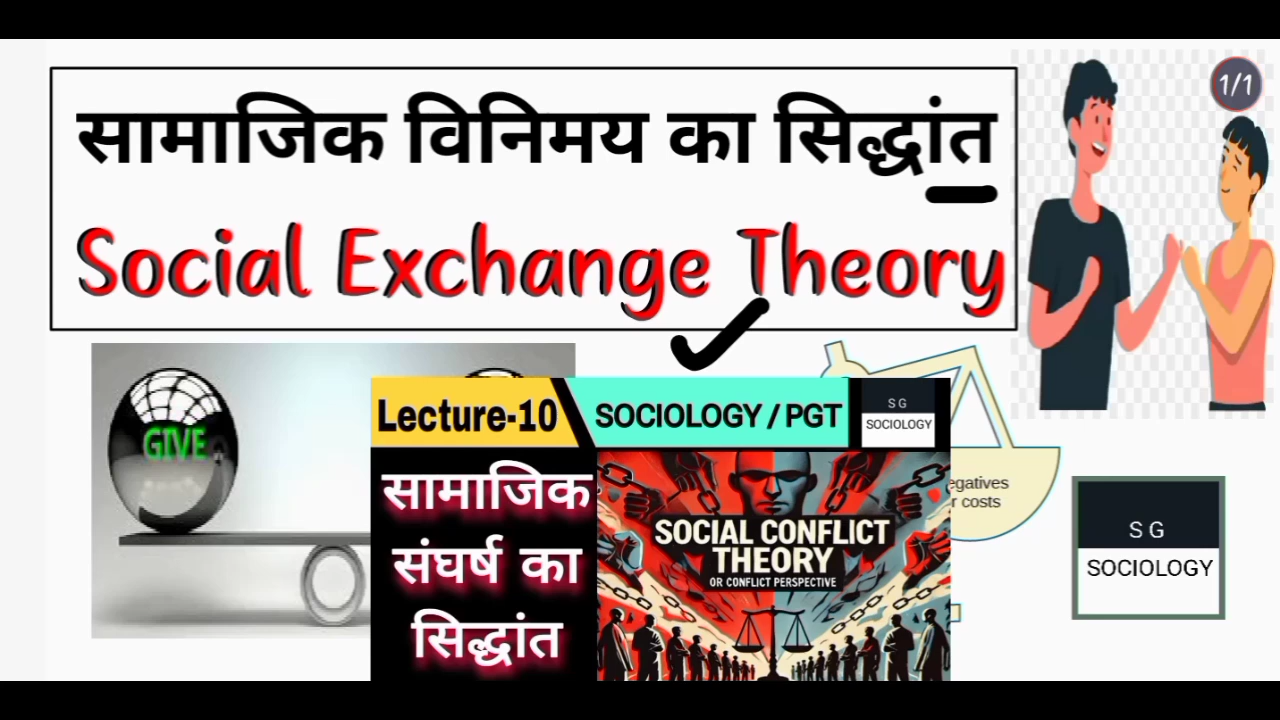 सामाजिक विनिमय का सिद्धांत
1/1
Social Exchange Theory
GIVE
Lecture-10
SOCIOLOGY / PGT
S G
SOCIOLOGY
सामाजिक
संघर्ष का
सिद्धांत
SOCIAL CONFLICT
THEORY
OR CONFLICT PERSPECTIVE
egatives
r costs
S G
SOCIOLOGY